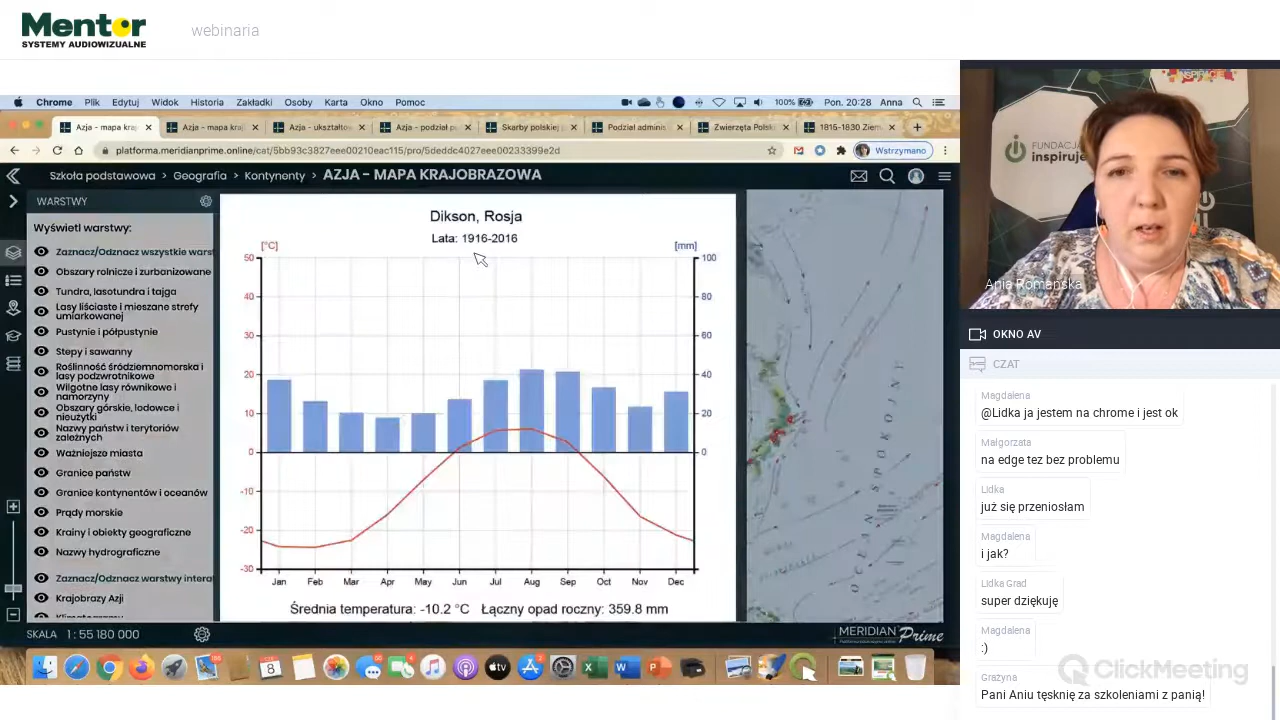 Mentor
SYSTEMY AUDIOWIZUALNE
webinaria
Chrome Plik Edytuj Widok Historia Zakładki Osoby Karta Okno Pomoc
100% Pon. 20:28 Anna
Azja - mapa kraj
Azja - mapa kraj
Azja - ukształto
Azja - podział p
Skarby polskiej
Podział adminis
Zwierzęta Polsk
1815-1830 Ziem
platforma.meridianprime.online/cat/5bb93c3827eee00210eac115/pro/5deddc4027eee00233399e2d
Wstrzymano
Szkoła podstawowa > Geografia > Kontynenty > AZJA – MAPA KRAJOBRAZOWA
WARSTWY
Wyświetl warstwy:
Zaznacz/Odznacz wszystkie warst
Obszary rolnicze i zurbanizowane
Tundra, lasotundra i tajga
Lasy liściaste i mieszane strefy
umiarkowanej
Pustynie i półpustynie
Stepy i sawanny
Roślinność śródziemnomorska i
lasy podzwrotnikowe
Wilgotne lasy równikowe i
namorzyny
Obszary górskie, lodowce i
nieużytki
Nazwy państw i terytoriów
zależnych
Ważniejsze miasta
Granice państw
Granice kontynentów i oceanów
Prądy morskie
Krainy i obiekty geograficzne
Nazwy hydrograficzne
Zaznacz/Odznacz warstwy intera
Krajobrazy Azji
SKALA 1 : 55 180 000
Dikson, Rosja
Lata: 1916-2016
[°C] [mm]
50 100
40 80
30 60
20 40
10 20
0 0
-10
-20
-30
Jan Feb Mar Apr May Jun Jul Aug Sep Oct Nov Dec
Średnia temperatura: -10.2 °C Łączny opad roczny: 359.8 mm
MERIDIAN Prime
FUNDACJA
inspiruje
Ania Romańska
OKNO AV
CZAT
Magdalena
@Lidka ja jestem na chrome i jest ok
Małgorzata
na edge tez bez problemu
Lidka
już się przeniosłam
Magdalena
i jak?
Lidka Grad
super dziękuję
Magdalena
:)
Grażyna
Pani Aniu tęsknię za szkoleniami z panią!
ClickMeeting